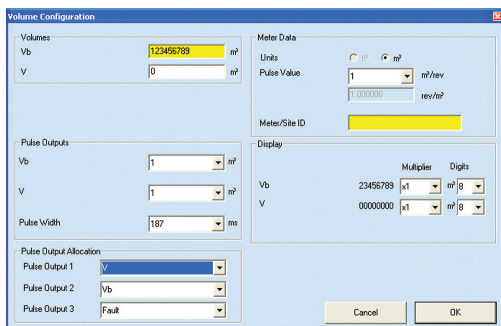 Volume Configuration
Volumes
Vb 123456789 m³
V 0 m³
Meter Data
Units ft³ m³
Pulse Value 1 m³/rev
1.000000 rev/m³
Meter/Site ID
Pulse Outputs
Vb 1 m³
V 1 m³
Pulse Width 187 ms
Display
Multiplier Digits
Vb 23456789 x1 m³ 8
V 00000000 x1 m³ 8
Pulse Output Allocation
Pulse Output 1 V
Pulse Output 2 Vb
Pulse Output 3 Fault
Cancel OK